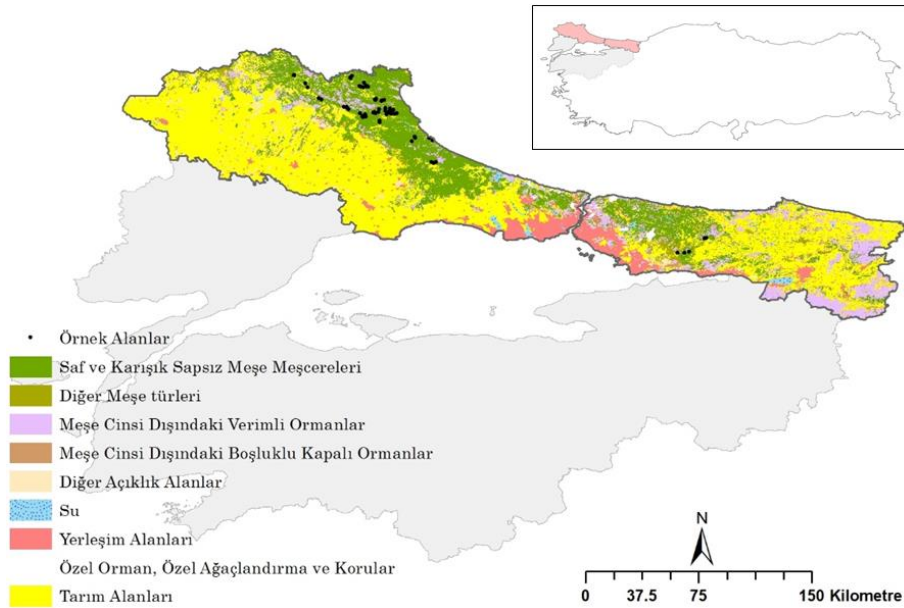 Örnek Alanlar
Saf ve Karışık Sapsız Meşe Meşcereleri
Diğer Meşe türleri
Meşe Cinsi Dışındaki Verimli Ormanlar
Meşe Cinsi Dışındaki Boşluklu Kapalı Ormanlar
Diğer Açıklık Alanlar
Su
Yerleşim Alanları
Özel Orman, Özel Ağaçlandırma ve Korular
Tarım Alanları
N
0 37.5 75 150 Kilometre